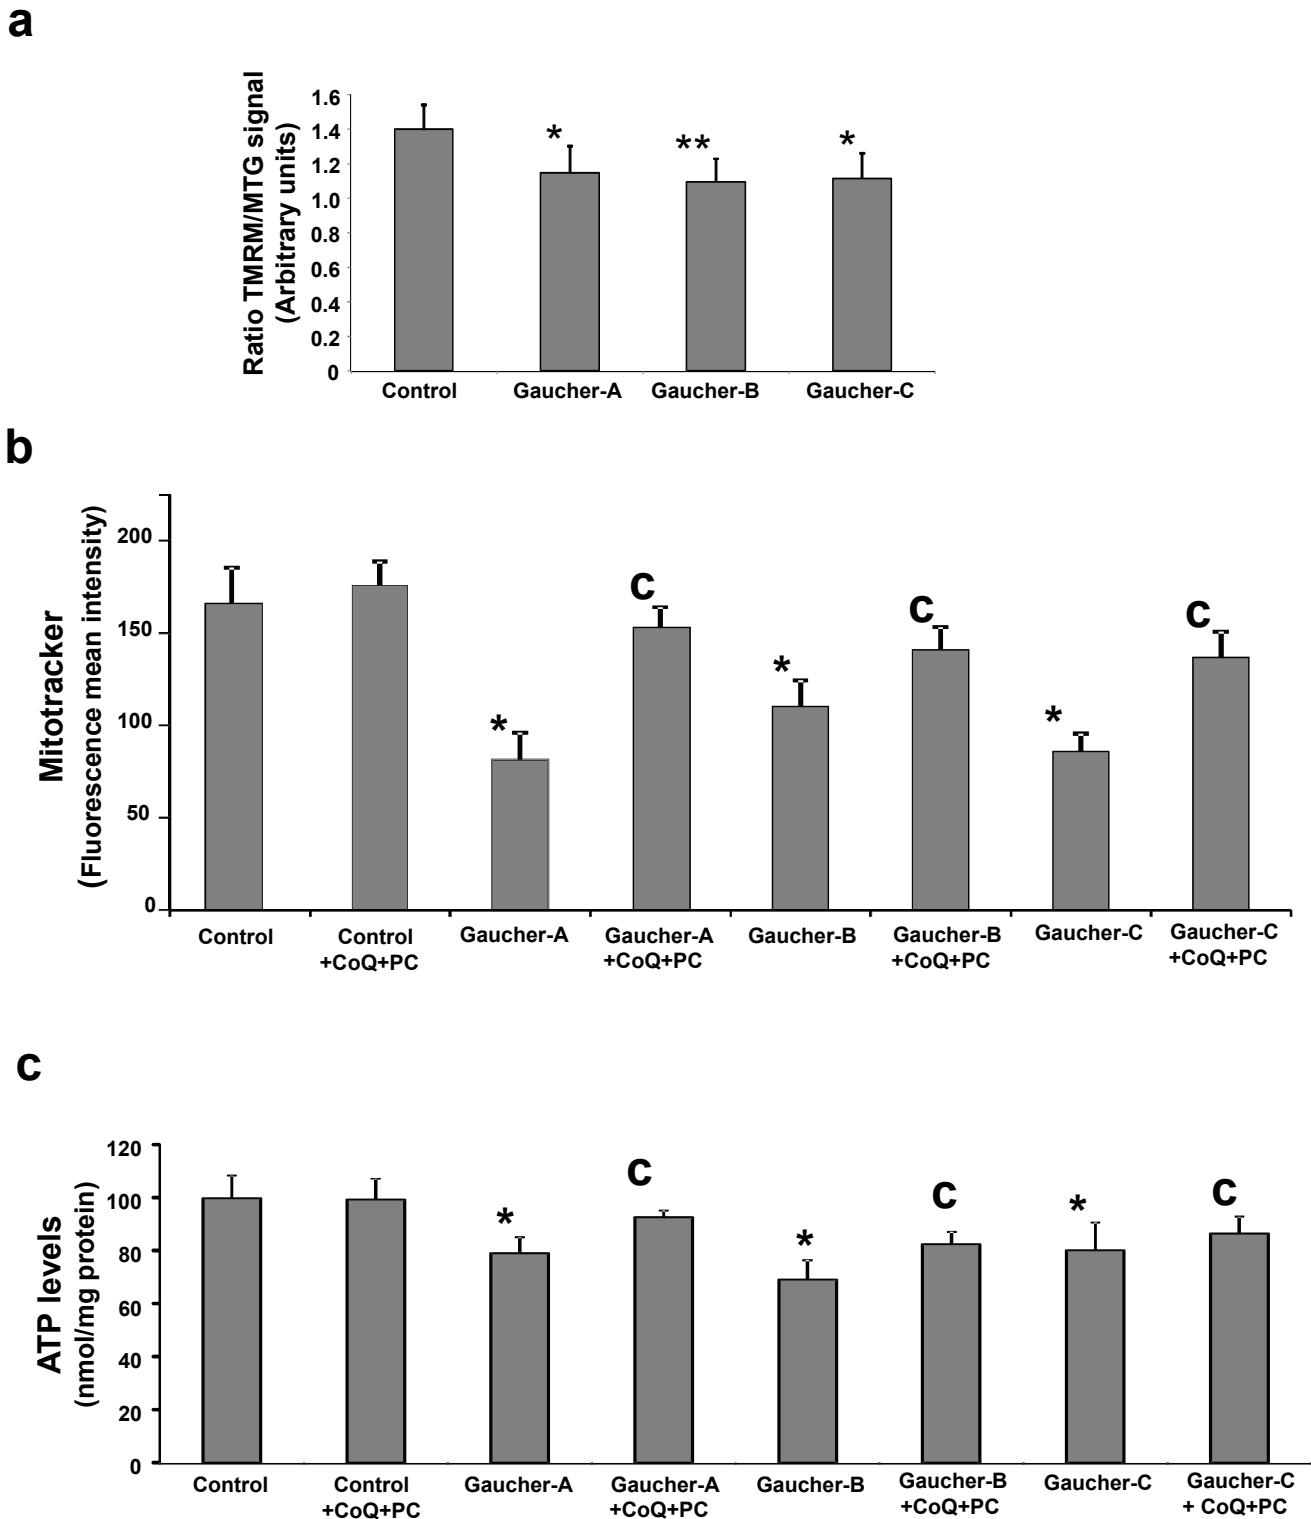 a
Ratio TMRM/MTG signal
(Arbitrary units)
1.6
1.4
1.2
1.0
0.8
0.6
0.4
0.2
0
*
**
*
Control
Gaucher-A
Gaucher-B
Gaucher-C
b
Mitotracker
(Fluorescence mean intensity)
200
150
100
50
0
*
C
*
C
*
C
Control
Control
+CoQ+PC
Gaucher-A
Gaucher-A
+CoQ+PC
Gaucher-B
Gaucher-B
+CoQ+PC
Gaucher-C
Gaucher-C
+CoQ+PC
c
ATP levels
(nmol/mg protein)
120
100
80
60
40
20
0
*
C
*
C
*
C
Control
Control
+CoQ+PC
Gaucher-A
Gaucher-A
+CoQ+PC
Gaucher-B
Gaucher-B
+CoQ+PC
Gaucher-C
Gaucher-C
+ CoQ+PC